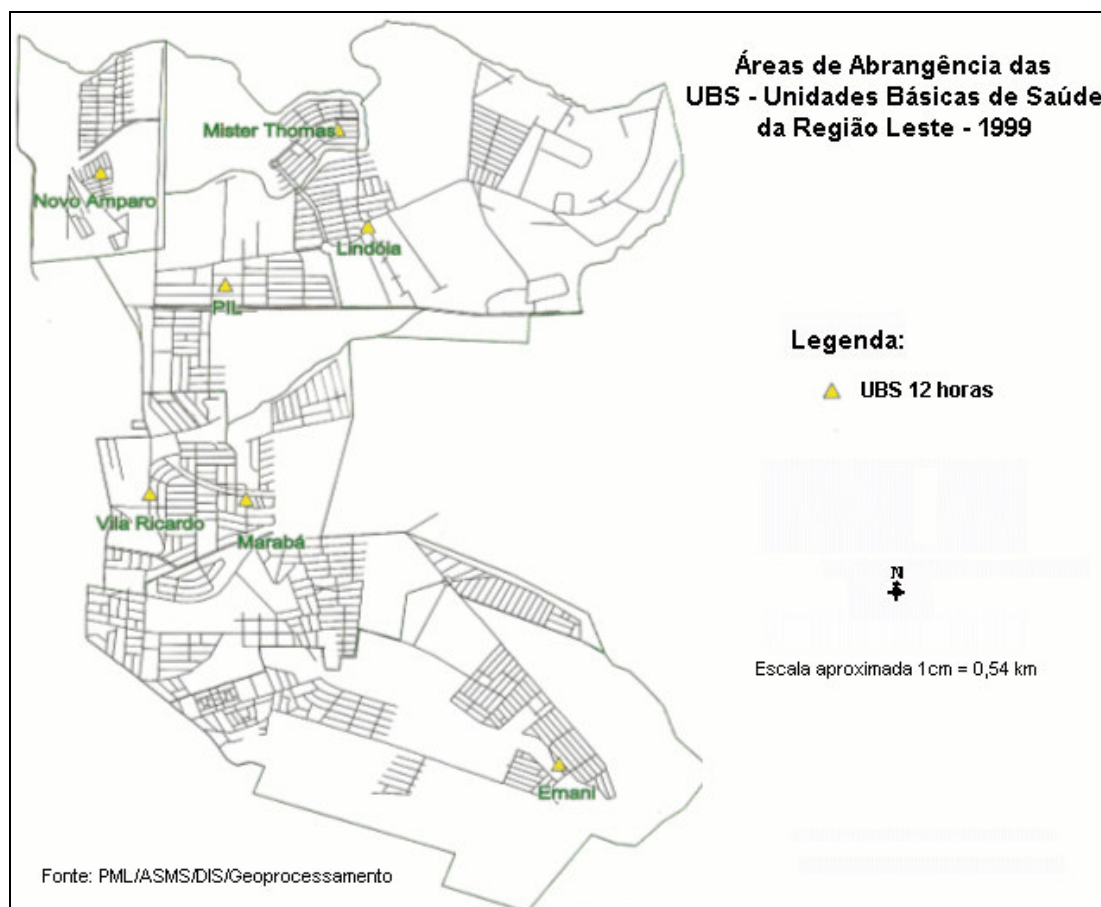 Áreas de Abrangência das
UBS - Unidades Básicas de Saúde
da Região Leste - 1999
Mister Thomas
Novo Amparo
Lindóia
PIL
Legenda:
UBS 12 horas
Vila Ricardo
Marabá
N
Escala aproximada 1cm = 0,54 km
Ernani
Fonte: PML/ASMS/DIS/Geoprocessamento